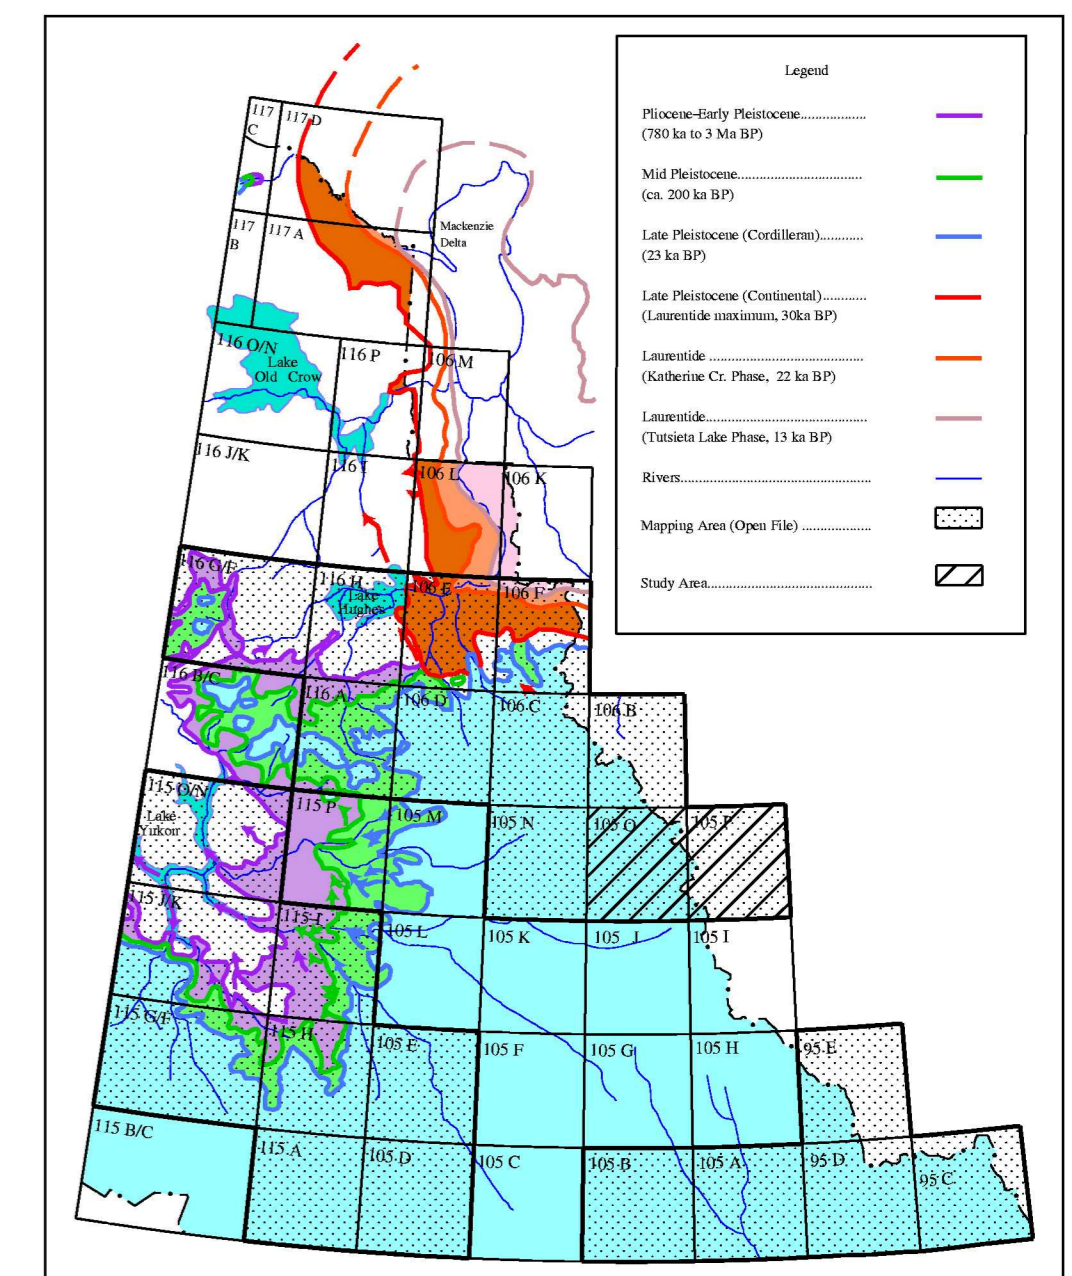 Legend
Pliocene–Early Pleistocene...................
(780 ka to 3 Ma BP)
Mid Pleistocene....................................
(ca. 200 ka BP)
Late Pleistocene (Cordilleran)............
(23 ka BP)
Late Pleistocene (Continental)............
(Laurentide maximum, 30ka BP)
Laurentide ............................................
(Katherine Cr. Phase, 22 ka BP)
Laurentide..............................................
(Tutsieta Lake Phase, 13 ka BP)
Rivers.......................................................
Mapping Area (Open File) ....................
Study Area...............................................
117 C
117 D
117 B
117 A
Mackenzie
Delta
116 O/N
Lake
Old Crow
116 P
106 M
116 J/K
116 I
106 L
106 K
116 G/F
116 H
Lake
Hughes
106 E
106 F
116 B/C
116 A
106 D
106 C
106 B
115 O/N
Lake
Yukon
115 P
105 M
105 N
105 O
105 P
115 J/K
115 I
105 L
105 K
105 J
105 I
115 G/F
115 H
105 E
105 F
105 G
105 H
95 E
115 B/C
115 A
105 D
105 C
105 B
105 A
95 D
95 C